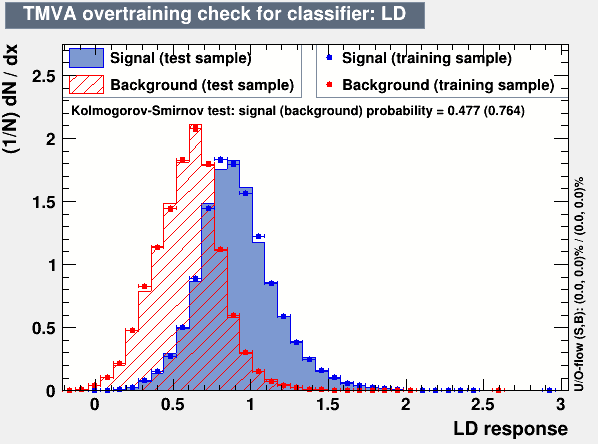 TMVA overtraining check for classifier: LD
(1/N) dN / dx
Signal (test sample)
Background (test sample)
Signal (training sample)
Background (training sample)
Kolmogorov-Smirnov test: signal (background) probability = 0.477 (0.764)
2.5
2
1.5
1
0.5
0
0 0.5 1 1.5 2 2.5 3
LD response
U/O-flow (S,B): (0.0, 0.0)% / (0.0, 0.0)%